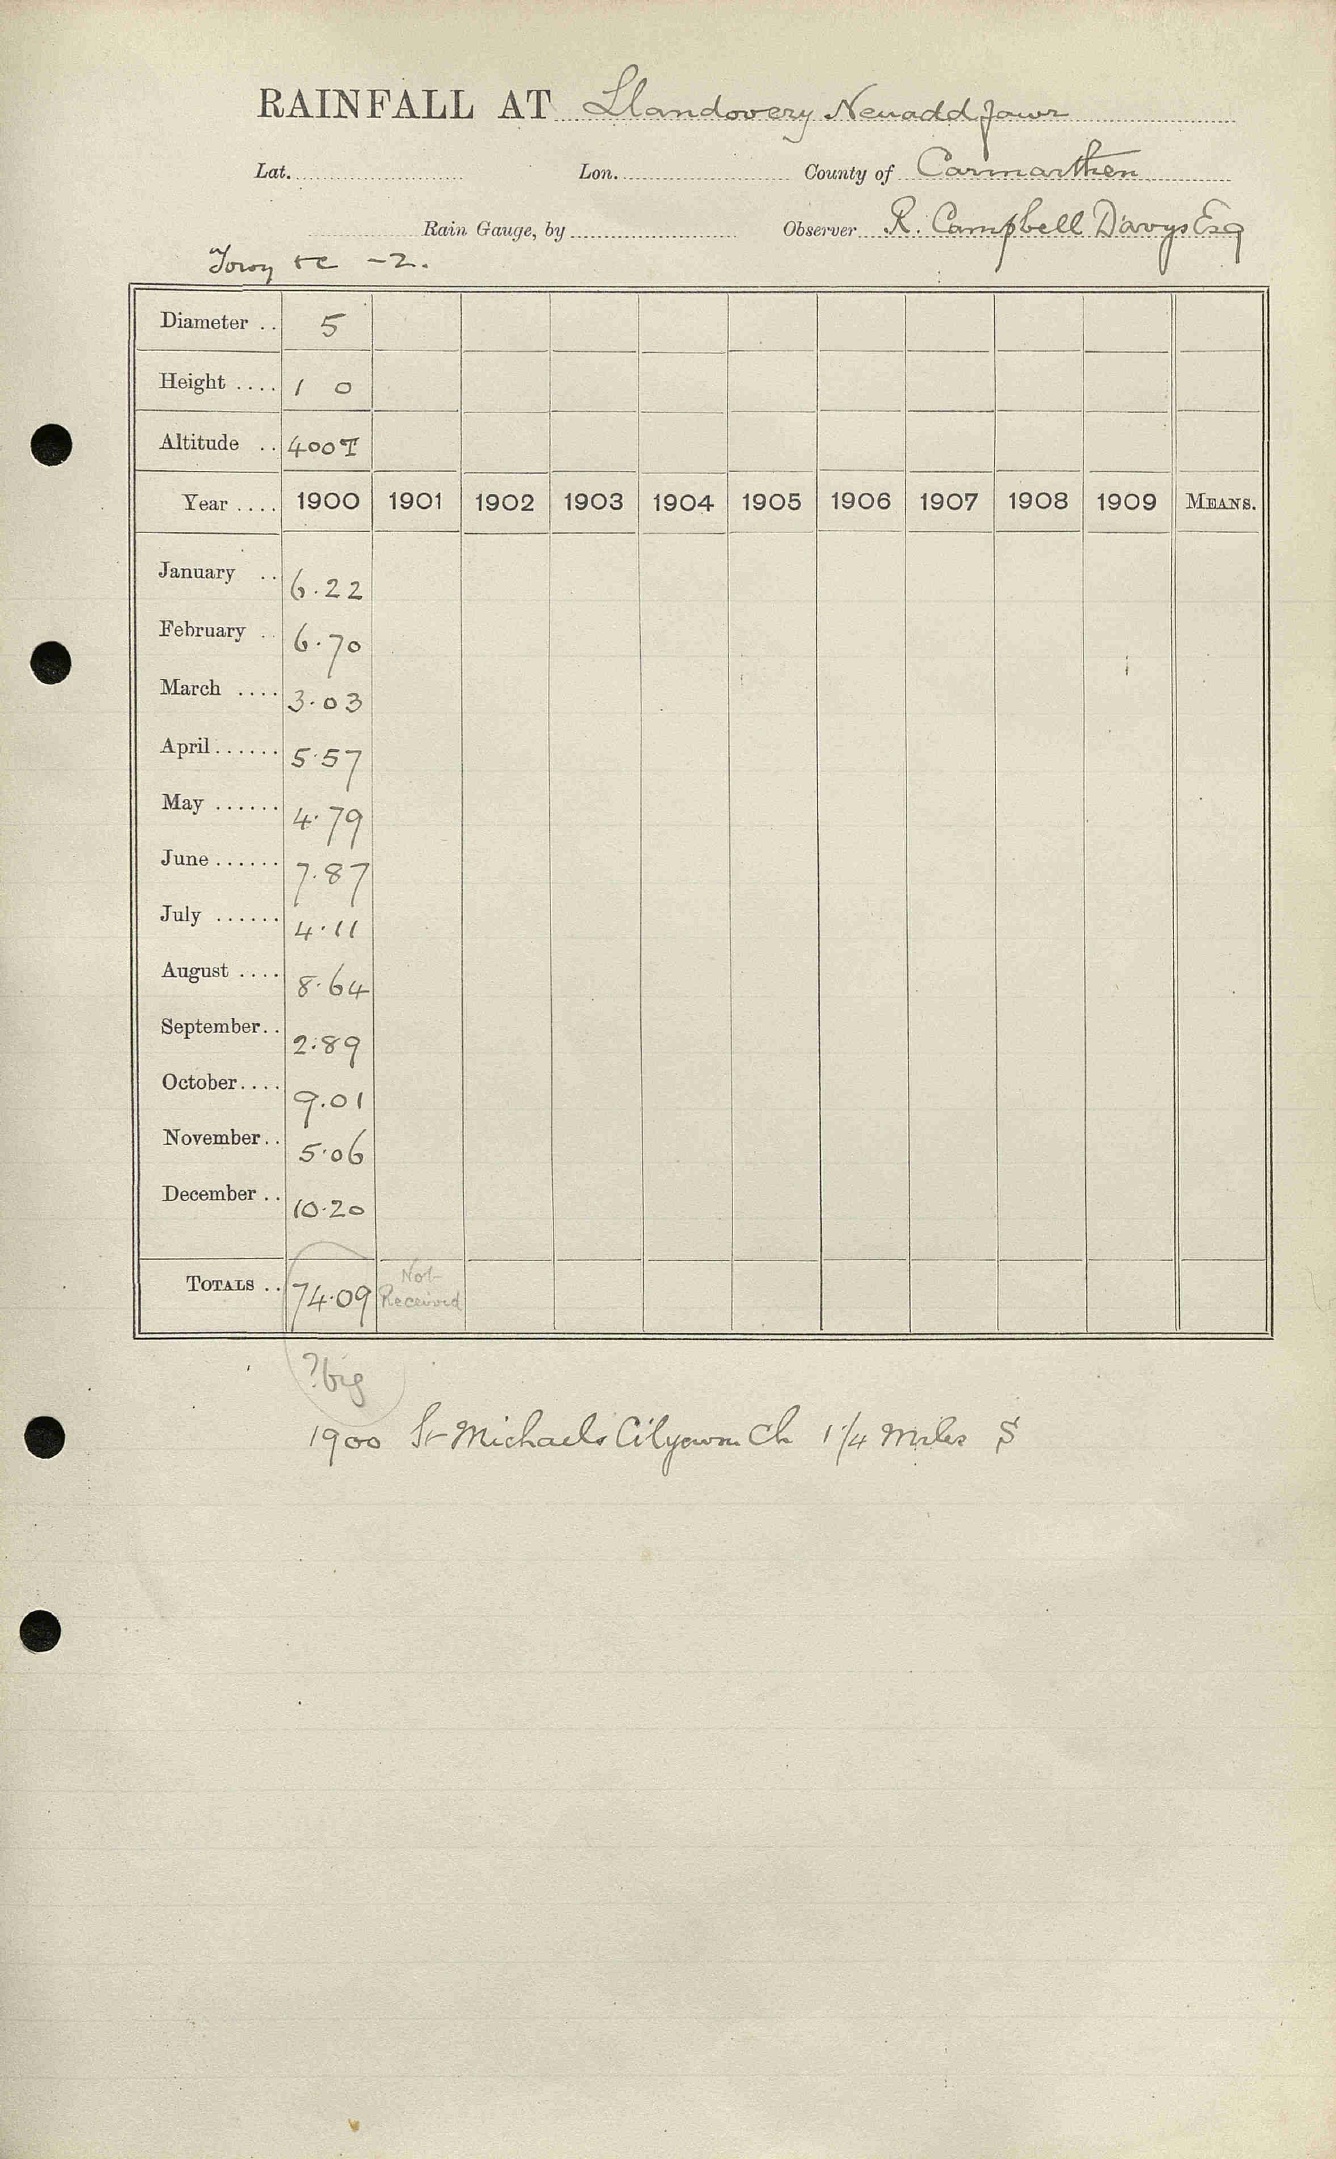 RAINFALL AT Llandovery Neuadd fawr
Lat. Lon. County of Carmarthen
Rain Gauge, by Observer R. Campbell Davys Esq
Towy &c -2.
Diameter .. 5
Height .... 1 0
Altitude .. 400 T
Year .... 1900 1901 1902 1903 1904 1905 1906 1907 1908 1909 MEANS.
January .. 6.22
February .. 6.70
March .... 3.03
April ...... 5.57
May ...... 4.79
June ...... 7.87
July ...... 4.11
August .... 8.64
September.. 2.89
October.... 9.01
November.. 5.06
December .. 10.20
TOTALS .. 74.09 Not Received
? big
1900 St Michaels Cilycwm Ch 1 1/4 Miles S